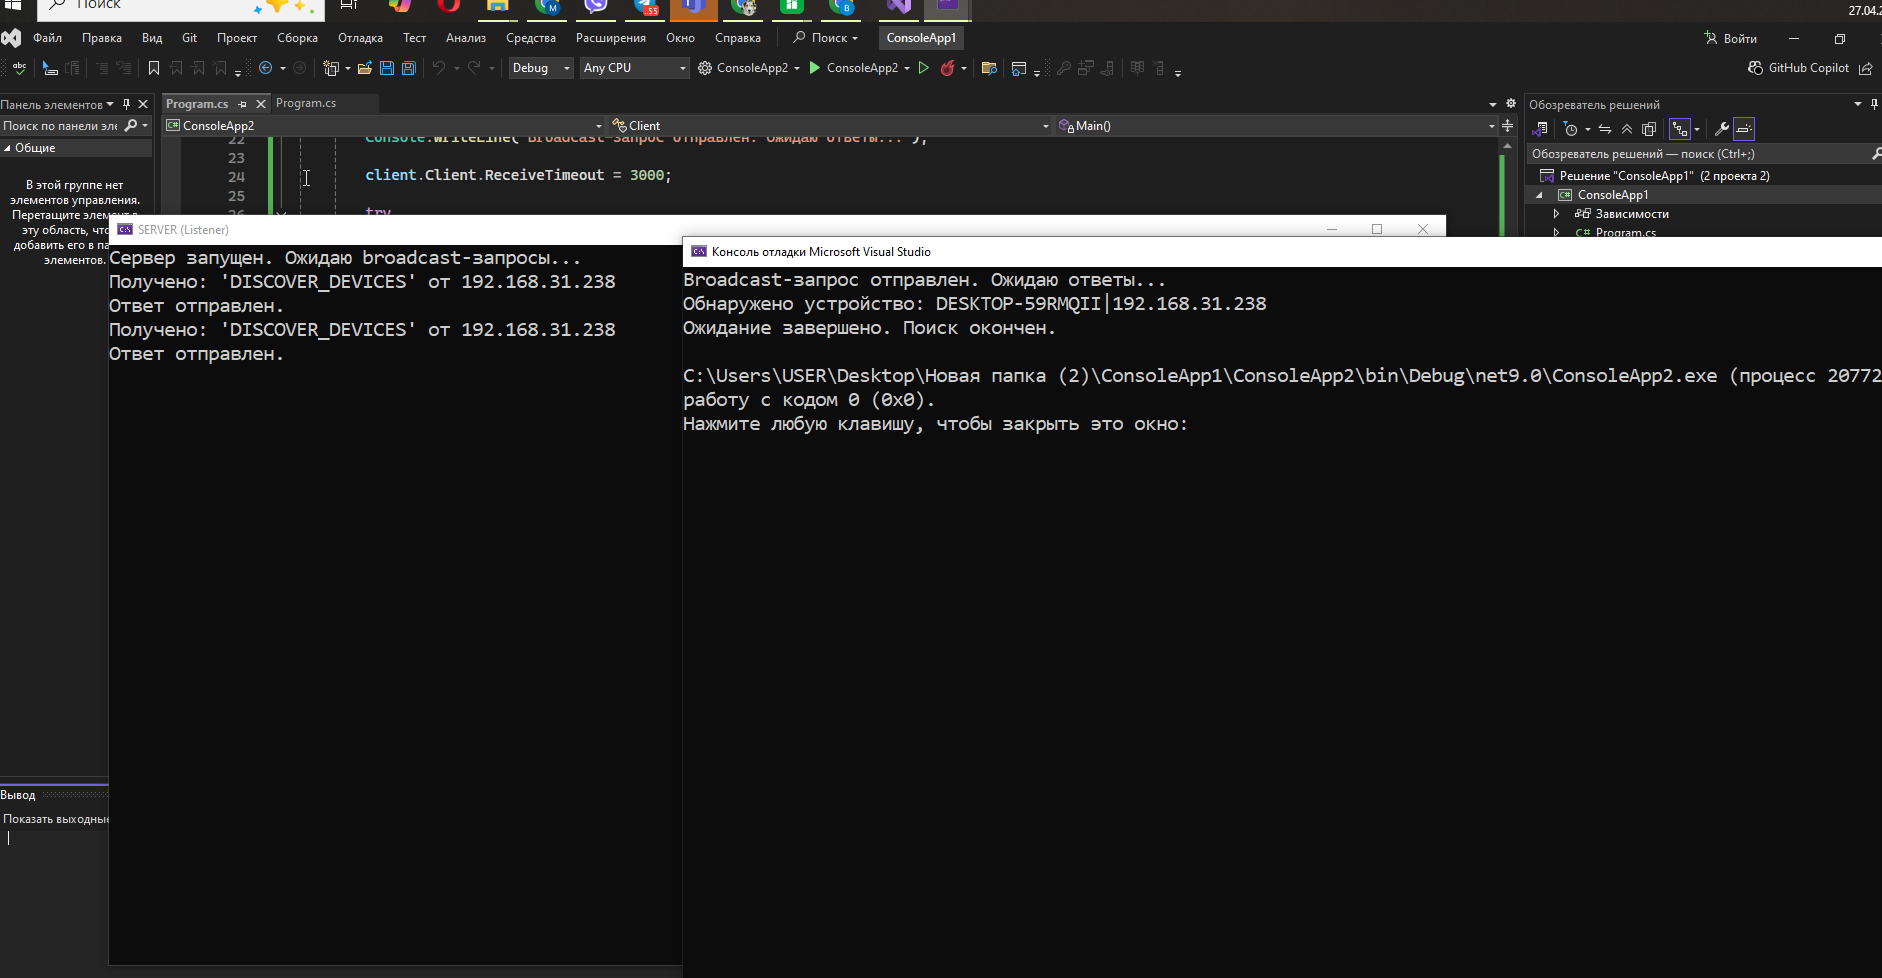 Поиск
27.04.2
Файл Правка Вид Git Проект Сборка Отладка Тест Анализ Средства Расширения Окно Справка Поиск ConsoleApp1 Войти
Debug Any CPU ConsoleApp2 ConsoleApp2 GitHub Copilot
Панель элементов
Поиск по панели эле
Общие
В этой группе нет
элементов управления.
Перетащите элемент в
эту область, что
добавить его в па
элементов.
Program.cs Program.cs
ConsoleApp2 Client Main()
22 Console.WriteLine("Broadcast-запрос отправлен. Ожидаю ответы...");
23
24 client.Client.ReceiveTimeout = 3000;
25
26 try
Обозреватель решений
Обозреватель решений — поиск (Ctrl+;)
Решение "ConsoleApp1" (2 проекта 2)
ConsoleApp1
Зависимости
C# Program.cs
SERVER (Listener)
Сервер запущен. Ожидаю broadcast-запросы...
Получено: 'DISCOVER_DEVICES' от 192.168.31.238
Ответ отправлен.
Получено: 'DISCOVER_DEVICES' от 192.168.31.238
Ответ отправлен.
Консоль отладки Microsoft Visual Studio
Broadcast-запрос отправлен. Ожидаю ответы...
Обнаружено устройство: DESKTOP-59RMQII|192.168.31.238
Ожидание завершено. Поиск окончен.
C:\Users\USER\Desktop\Новая папка (2)\ConsoleApp1\ConsoleApp2\bin\Debug\net9.0\ConsoleApp2.exe (процесс 20772
работу с кодом 0 (0x0).
Нажмите любую клавишу, чтобы закрыть это окно:
Вывод
Показать выходные